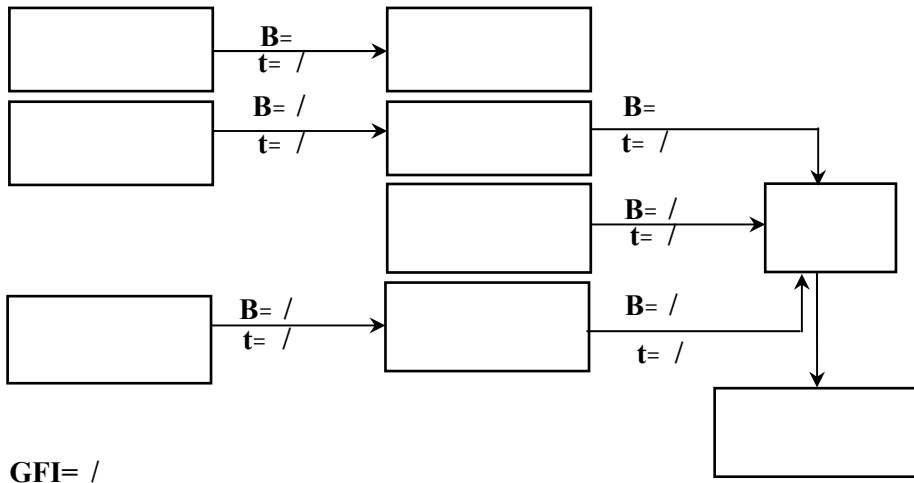 B=
t= /
B= /
t= /
B=
t= /
B= /
t= /
B= /
t= /
B= /
t= /
GFI= /